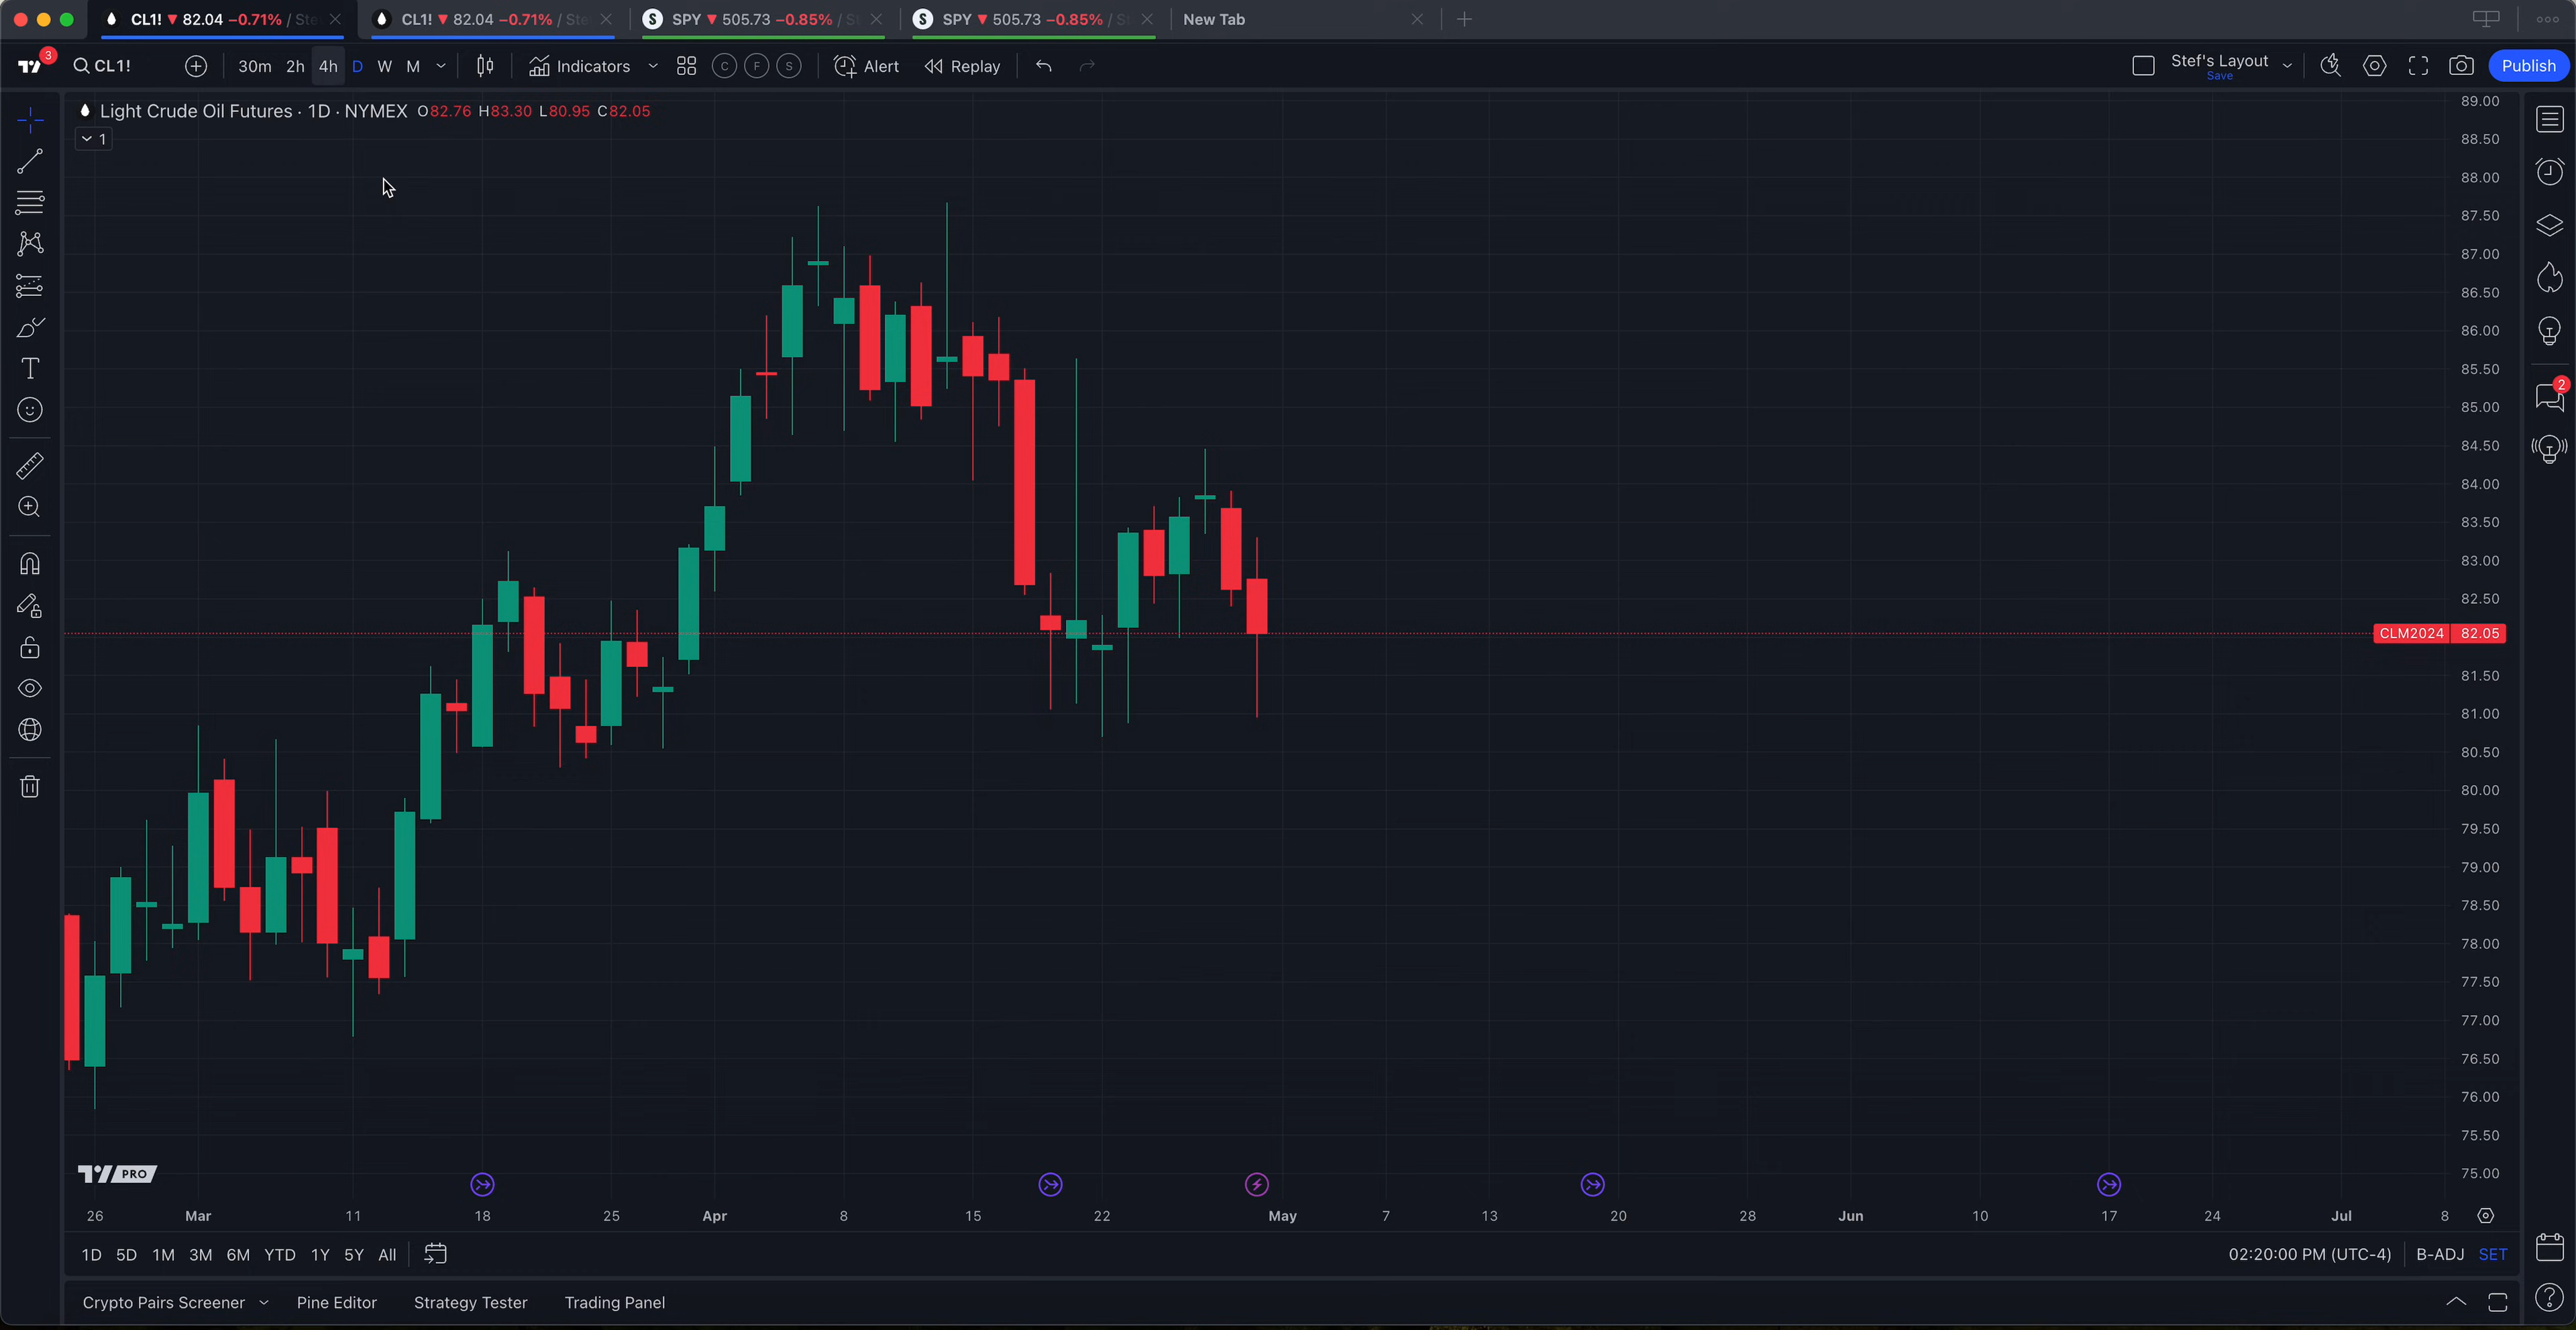 CL1! ▼ 82.04 −0.71% / Ste
CL1! ▼ 82.04 −0.71% / Ste
S SPY ▼ 505.73 −0.85% / S
S SPY ▼ 505.73 −0.85% / S
New Tab
3
CL1!
30m 2h 4h D W M
Indicators
C F S
Alert
Replay
Stef's Layout
Save
Publish
Light Crude Oil Futures · 1D · NYMEX O82.76 H83.30 L80.95 C82.05
1
2
89.00
88.50
88.00
87.50
87.00
86.50
86.00
85.50
85.00
84.50
84.00
83.50
83.00
82.50
CLM2024 82.05
81.50
81.00
80.50
80.00
79.50
79.00
78.50
78.00
77.50
77.00
76.50
76.00
75.50
75.00
PRO
26 Mar 11 18 25 Apr 8 15 22 May 7 13 20 28 Jun 10 17 24 Jul 8
1D 5D 1M 3M 6M YTD 1Y 5Y All
02:20:00 PM (UTC-4) B-ADJ SET
Crypto Pairs Screener Pine Editor Strategy Tester Trading Panel